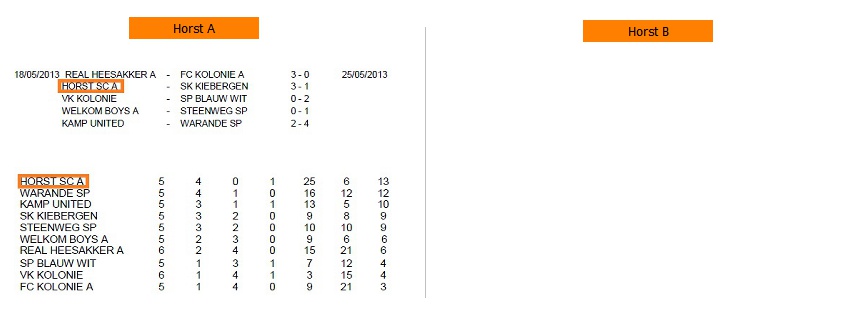 Horst A
18/05/2013 REAL HEESAKKER A - FC KOLONIE A 3 - 0 25/05/2013
HORST SC A - SK KIEBERGEN 3 - 1
VK KOLONIE - SP BLAUW WIT 0 - 2
WELKOM BOYS A - STEENWEG SP 0 - 1
KAMP UNITED - WARANDE SP 2 - 4
HORST SC A 5 4 0 1 25 6 13
WARANDE SP 5 4 1 0 16 12 12
KAMP UNITED 5 3 1 1 13 5 10
SK KIEBERGEN 5 3 2 0 9 8 9
STEENWEG SP 5 3 2 0 10 10 9
WELKOM BOYS A 5 2 3 0 9 6 6
REAL HEESAKKER A 6 2 4 0 15 21 6
SP BLAUW WIT 5 1 3 1 7 12 4
VK KOLONIE 6 1 4 1 3 15 4
FC KOLONIE A 5 1 4 0 9 21 3
Horst B